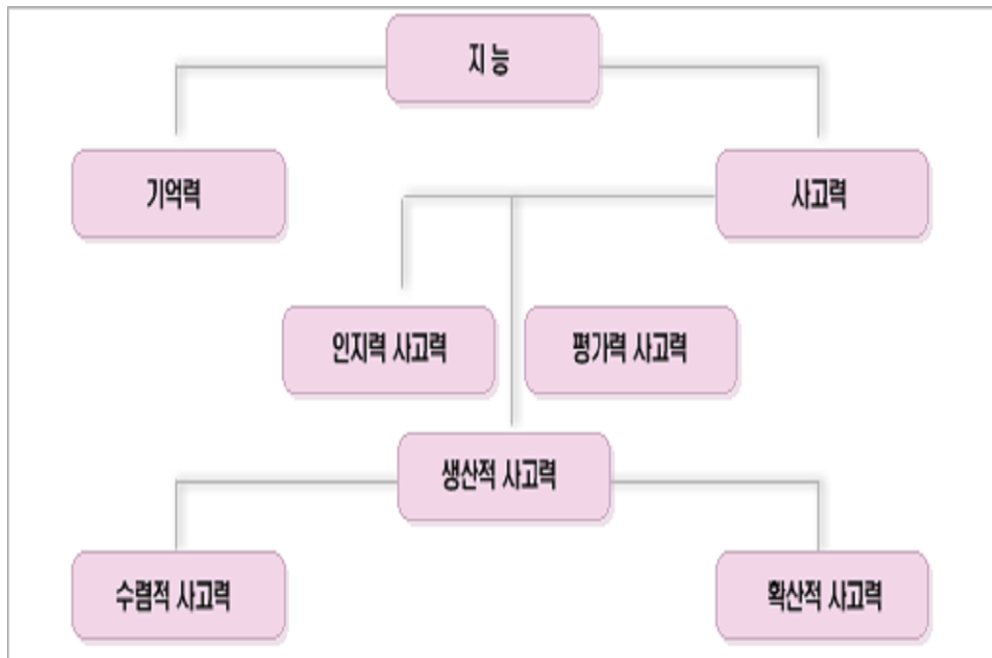 지 능
기억력
사고력
인지력 사고력
평가력 사고력
생산적 사고력
수렴적 사고력
확산적 사고력